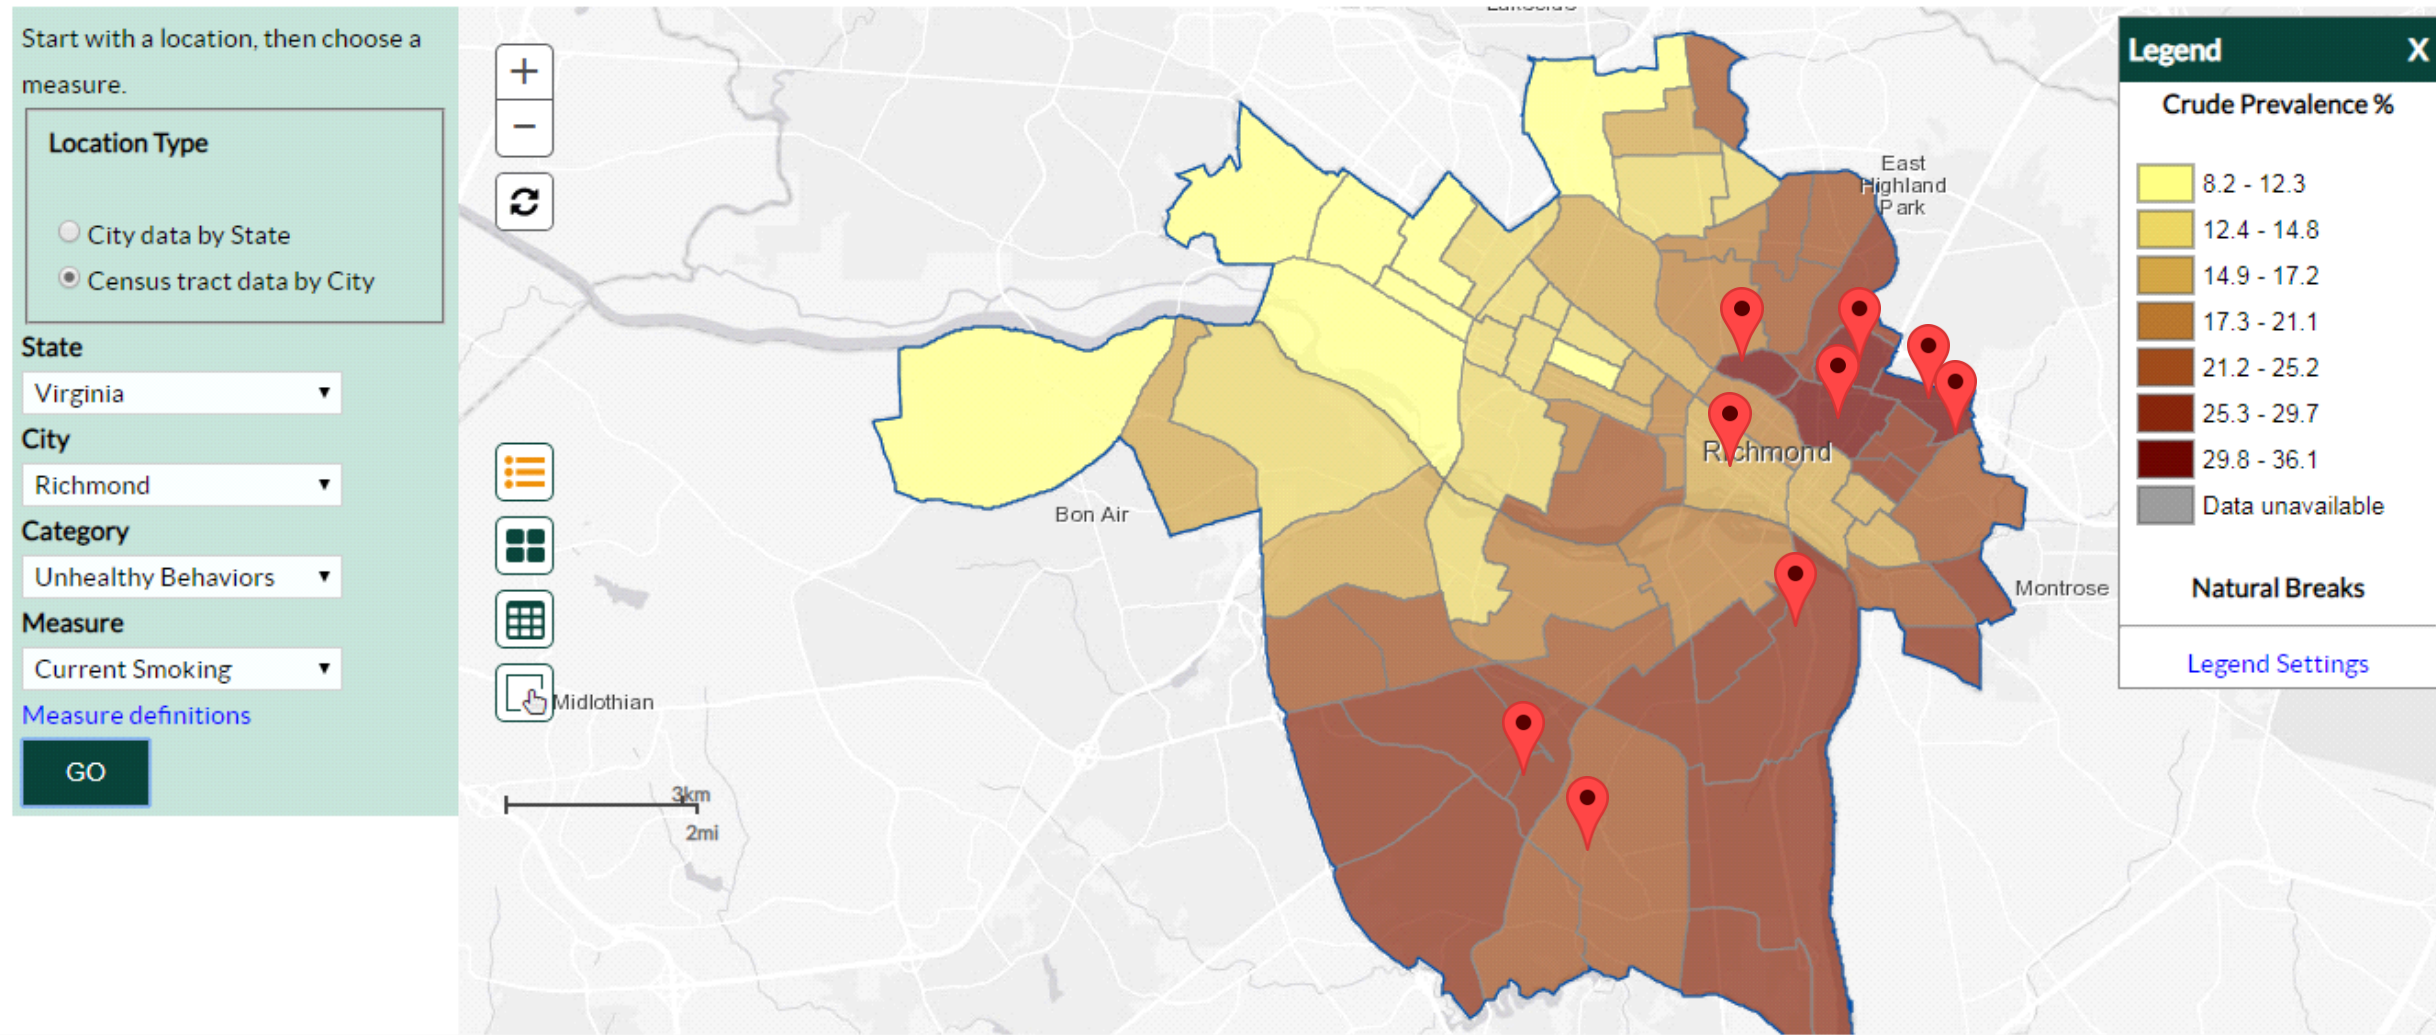 Start with a location, then choose a
measure.
Location Type
City data by State
Census tract data by City
State
Virginia
City
Richmond
Category
Unhealthy Behaviors
Measure
Current Smoking
Measure definitions
GO
+
−
3km
2mi
Lakeside
East
Highland
Park
Richmond
Bon Air
Montrose
Midlothian
Legend X
Crude Prevalence %
8.2 - 12.3
12.4 - 14.8
14.9 - 17.2
17.3 - 21.1
21.2 - 25.2
25.3 - 29.7
29.8 - 36.1
Data unavailable
Natural Breaks
Legend Settings